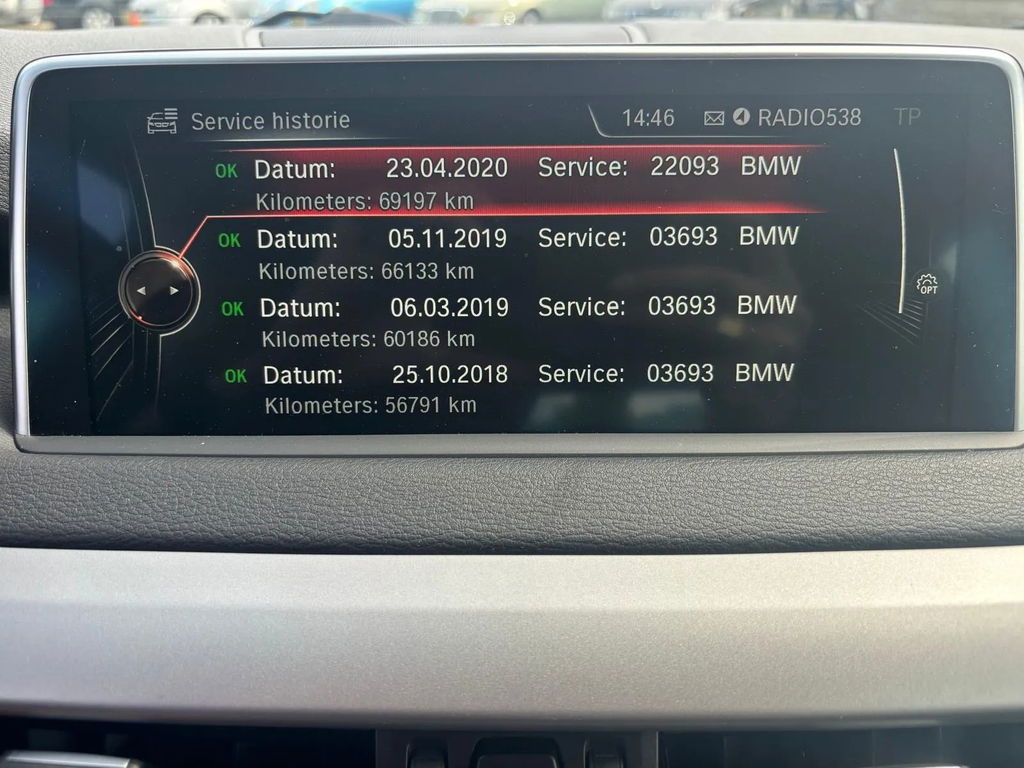 Service historie 14:46 RADIO538 TP
OK Datum: 23.04.2020 Service: 22093 BMW
Kilometers: 69197 km
OK Datum: 05.11.2019 Service: 03693 BMW
Kilometers: 66133 km
OPT
OK Datum: 06.03.2019 Service: 03693 BMW
Kilometers: 60186 km
OK Datum: 25.10.2018 Service: 03693 BMW
Kilometers: 56791 km